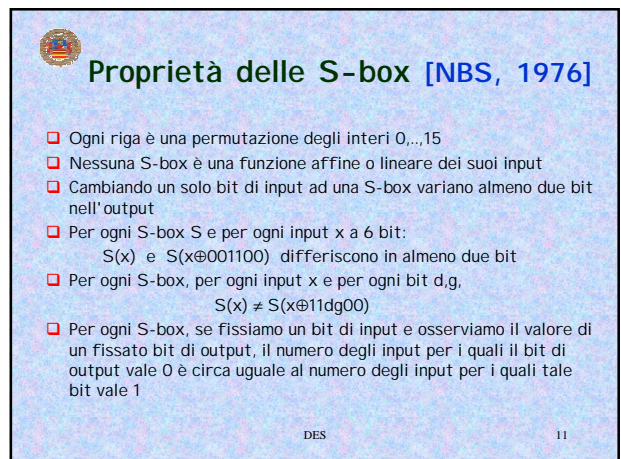 Proprietà delle S-box [NBS, 1976]
Ogni riga è una permutazione degli interi 0,..,15
Nessuna S-box è una funzione affine o lineare dei suoi input
Cambiando un solo bit di input ad una S-box variano almeno due bit
nell'output
Per ogni S-box S e per ogni input x a 6 bit:
S(x) e S(x⊕001100) differiscono in almeno due bit
Per ogni S-box, per ogni input x e per ogni bit d,g,
S(x) ≠ S(x⊕11dg00)
Per ogni S-box, se fissiamo un bit di input e osserviamo il valore di
un fissato bit di output, il numero degli input per i quali il bit di
output vale 0 è circa uguale al numero degli input per i quali tale
bit vale 1
DES 11